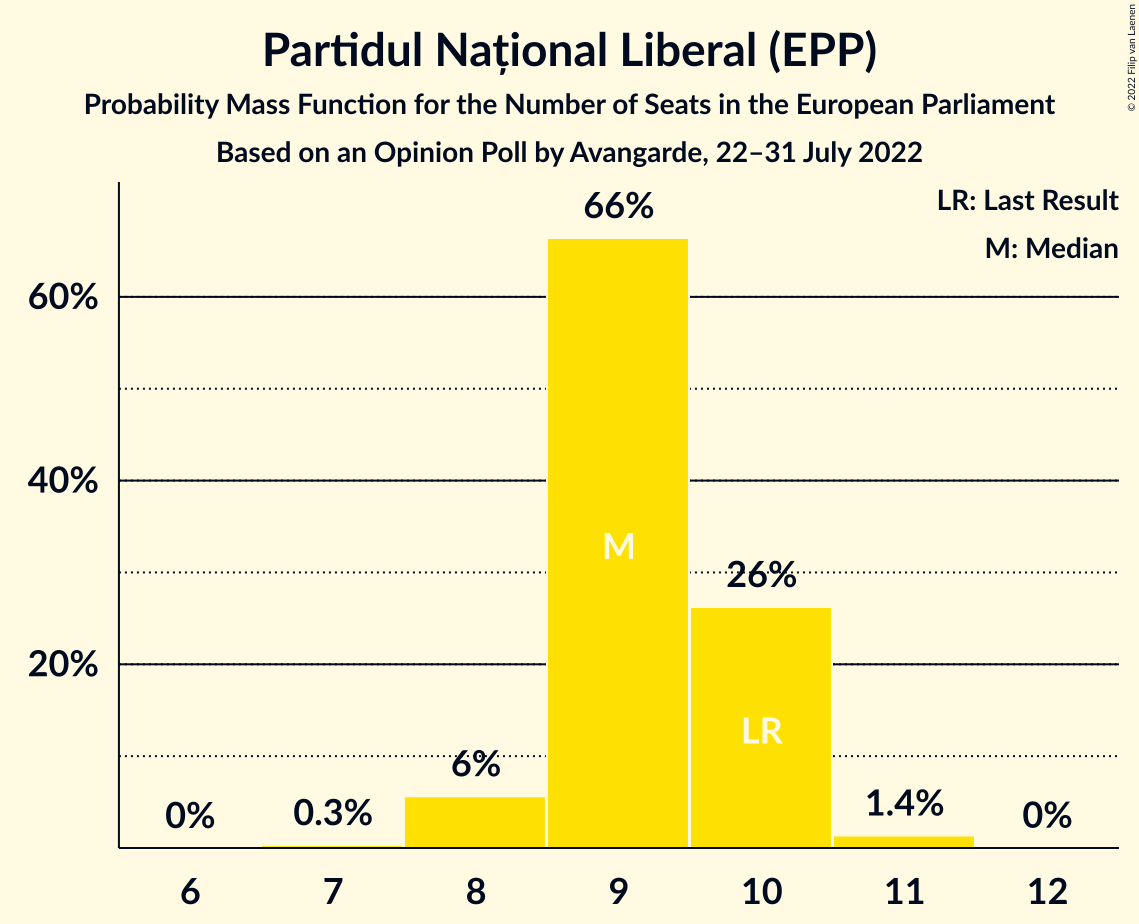 Partidul Național Liberal (EPP)
Probability Mass Function for the Number of Seats in the European Parliament
Based on an Opinion Poll by Avangarde, 22–31 July 2022
© 2022 Filip van Laenen
LR: Last Result
M: Median
66%
60%
40%
M
26%
20%
LR
6%
0%
0.3%
1.4%
0%
6 7 8 9 10 11 12